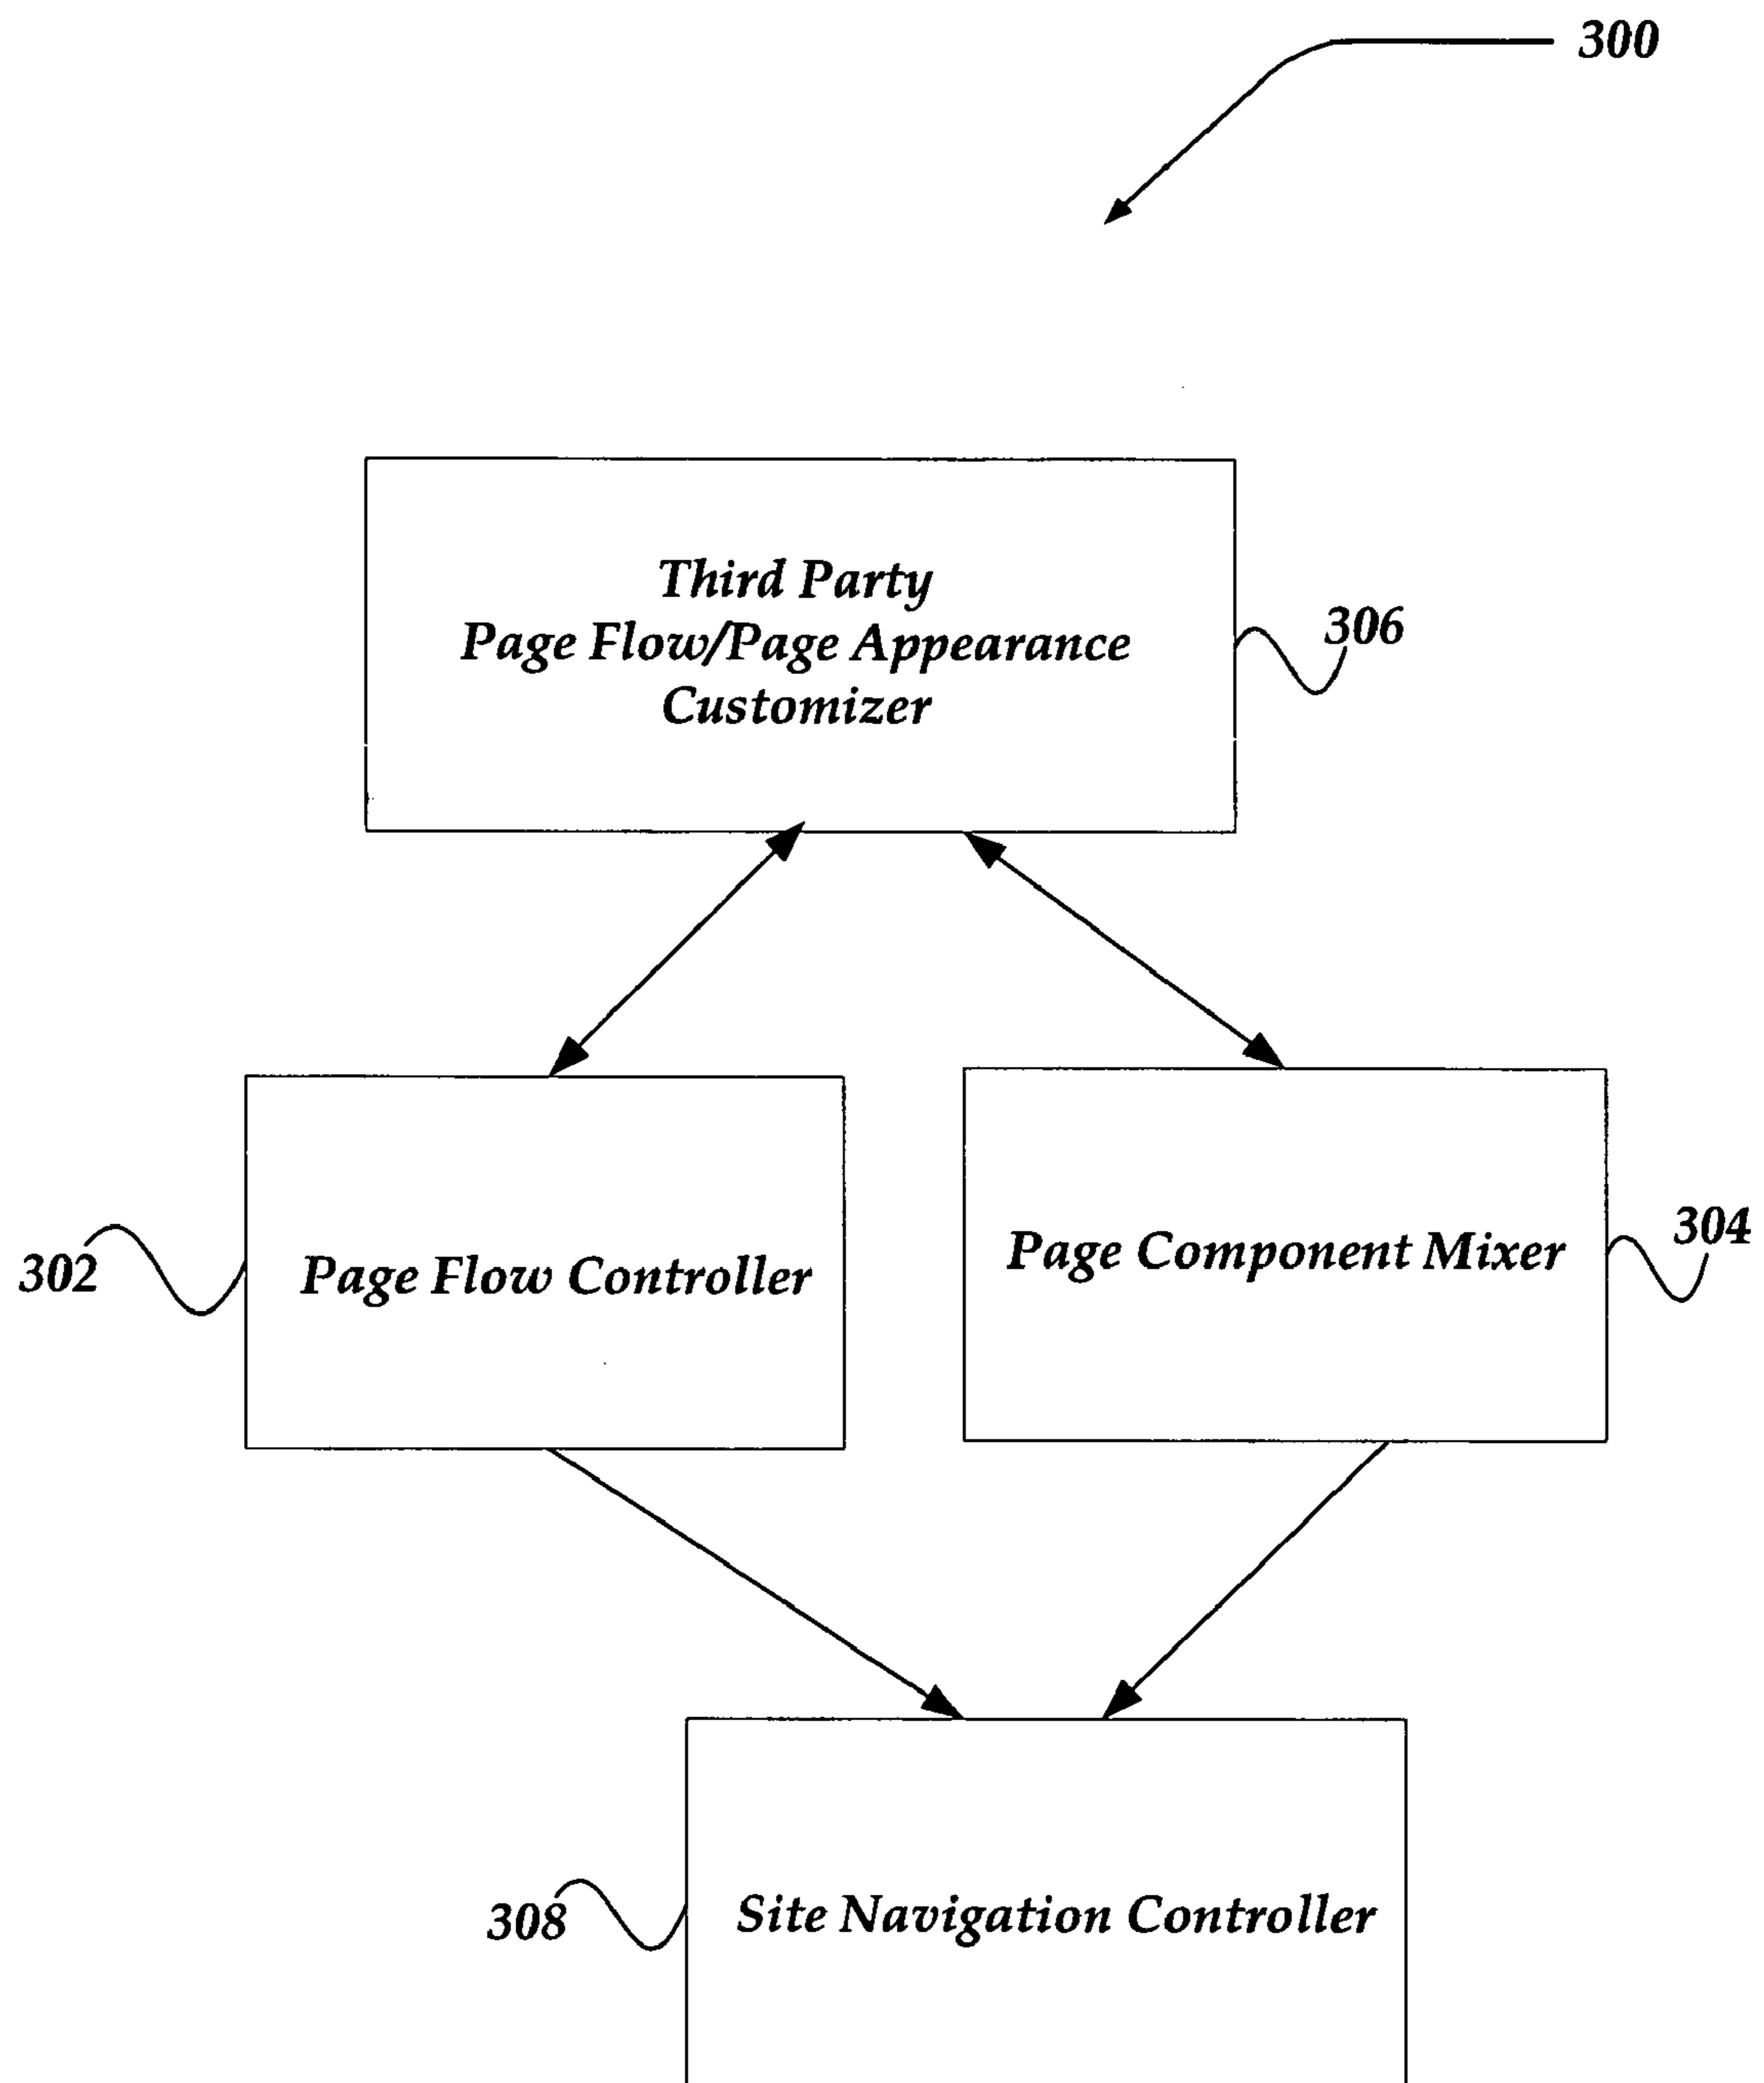 300
Third Party
Page Flow/Page Appearance
Customizer
306
302
Page Flow Controller
Page Component Mixer
304
308
Site Navigation Controller